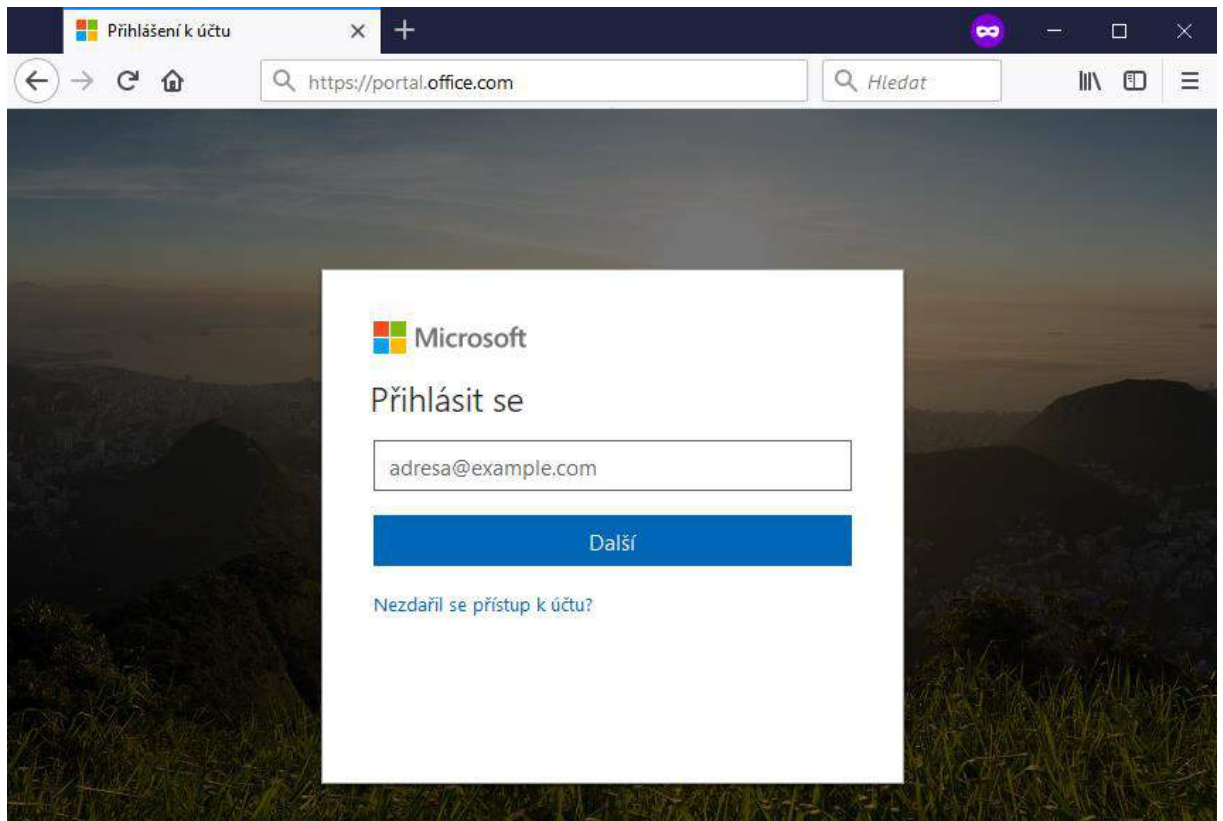 Přihlášení k účtu
https://portal.office.com
Hledat
Microsoft
Přihlásit se
adresa@example.com
Další
Nezdařil se přístup k účtu?